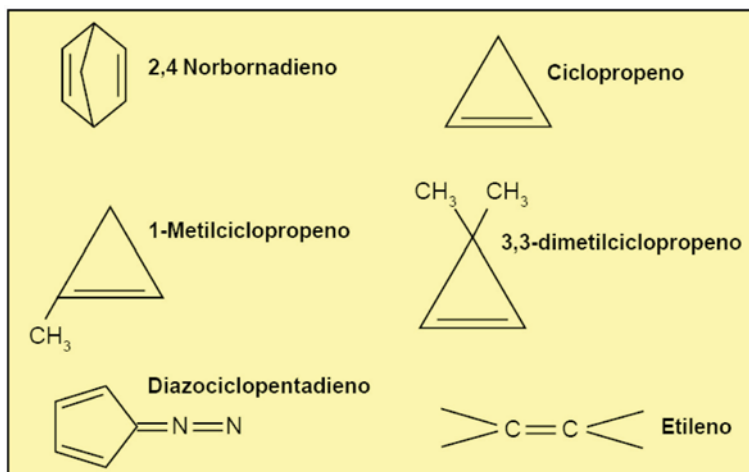 2,4 Norbornadieno
Ciclopropeno
1-Metilciclopropeno
CH3
CH3 CH3
3,3-dimetilciclopropeno
Diazociclopentadieno
N=N
C=C
Etileno